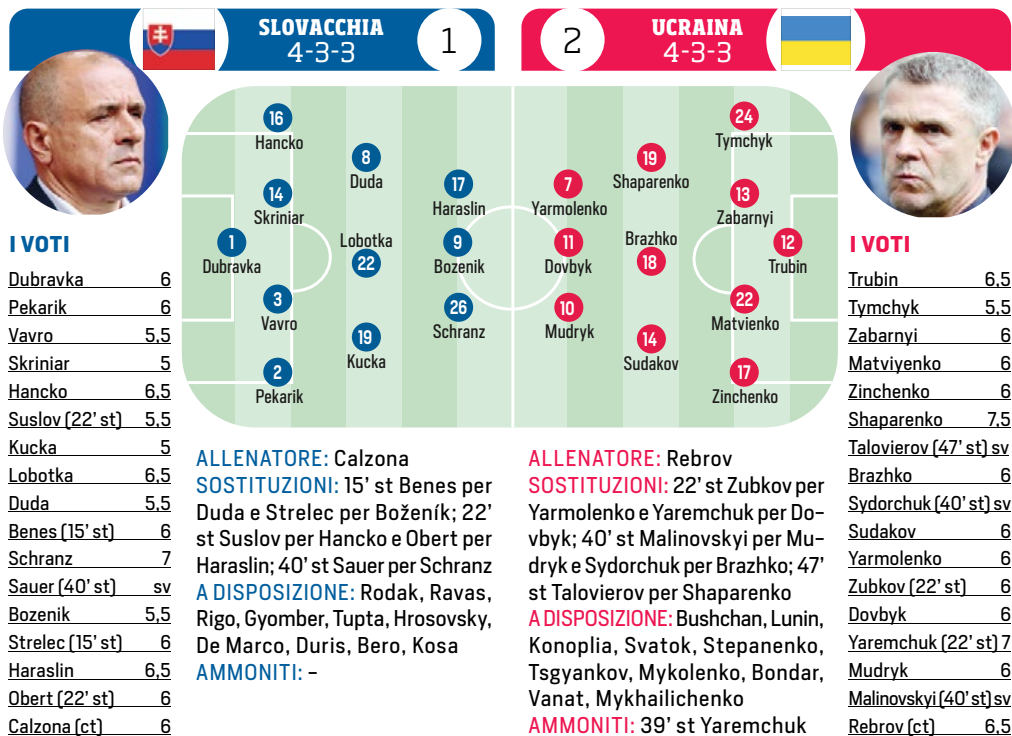 SLOVACCHIA
4-3-3
1
2
UCRAINA
4-3-3
16
Hancko
8
Duda
14
Skriniar
17
Haraslin
1
Dubravka
Lobotka
22
9
Bozenik
3
Vavro
26
Schranz
19
Kucka
2
Pekarik
24
Tymchyk
19
Shaparenko
7
Yarmolenko
13
Zabarnyi
11
Dovbyk
Brazhko
18
12
Trubin
10
Mudryk
22
Matvienko
14
Sudakov
17
Zinchenko
I VOTI
Dubravka 6
Pekarik 6
Vavro 5,5
Skriniar 5
Hancko 6,5
Suslov (22' st) 5,5
Kucka 5
Lobotka 6,5
Duda 5,5
Benes (15' st) 6
Schranz 7
Sauer (40' st) sv
Bozenik 5,5
Strelec (15' st) 6
Haraslin 6,5
Obert (22' st) 6
Calzona (ct) 6
ALLENATORE: Calzona
SOSTITUZIONI: 15' st Benes per
Duda e Strelec per Boženík; 22'
st Suslov per Hancko e Obert per
Haraslin; 40' st Sauer per Schranz
A DISPOSIZIONE: Rodak, Ravas,
Rigo, Gyomber, Tupta, Hrosovsky,
De Marco, Duris, Bero, Kosa
AMMONITI: -
ALLENATORE: Rebrov
SOSTITUZIONI: 22' st Zubkov per
Yarmolenko e Yaremchuk per Do-
vbyk; 40' st Malinovskyi per Mu-
dryk e Sydorchuk per Brazhko; 47'
st Talovierov per Shaparenko
A DISPOSIZIONE: Bushchan, Lunin,
Konoplia, Svatok, Stepanenko,
Tsgyankov, Mykolenko, Bondar,
Vanat, Mykhailichenko
AMMONITI: 39' st Yaremchuk
I VOTI
Trubin 6,5
Tymchyk 5,5
Zabarnyi 6
Matviyenko 6
Zinchenko 6
Shaparenko 7,5
Talovierov (47' st) sv
Brazhko 6
Sydorchuk (40' st) sv
Sudakov 6
Yarmolenko 6
Zubkov (22' st) 6
Dovbyk 6
Yaremchuk (22' st) 7
Mudryk 6
Malinovskyi (40' st) sv
Rebrov (ct) 6,5